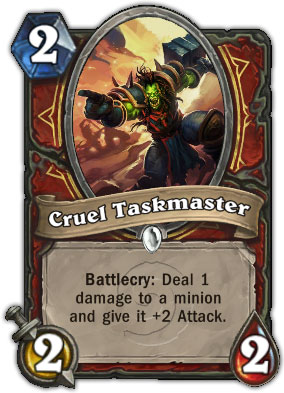 2
Cruel Taskmaster
Battlecry: Deal 1
damage to a minion
and give it +2 Attack.
2
2